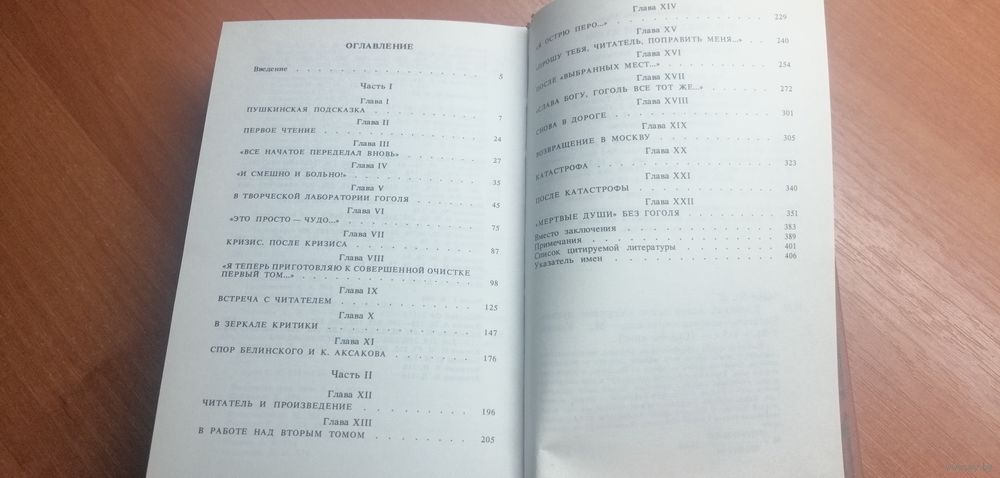 ОГЛАВЛЕНИЕ
Введение . . . . . . . . . . . . . . . . 5
Часть I
Глава I
ПУШКИНСКАЯ ПОДСКАЗКА . . . . . . . . . . 7
Глава II
ПЕРВОЕ ЧТЕНИЕ . . . . . . . . . . . . . . 24
Глава III
«ВСЕ НАЧАТОЕ ПЕРЕДЕЛАЛ ВНОВЬ» . . . . . . . 27
Глава IV
«И СМЕШНО И БОЛЬНО!» . . . . . . . . . . 35
Глава V
В ТВОРЧЕСКОЙ ЛАБОРАТОРИИ ГОГОЛЯ . . . . . . 45
Глава VI
«ЭТО ПРОСТО — ЧУДО...» . . . . . . . . . . 75
Глава VII
КРИЗИС. ПОСЛЕ КРИЗИСА . . . . . . . . . . 87
Глава VIII
«Я ТЕПЕРЬ ПРИГОТОВЛЯЮ К СОВЕРШЕННОЙ ОЧИСТКЕ
ПЕРВЫЙ ТОМ...» . . . . . . . . . . . . . 98
Глава IX
ВСТРЕЧА С ЧИТАТЕЛЕМ . . . . . . . . . . 125
Глава X
В ЗЕРКАЛЕ КРИТИКИ . . . . . . . . . . . 147
Глава XI
СПОР БЕЛИНСКОГО И К. АКСАКОВА . . . . . . 176
Часть II
Глава XII
ЧИТАТЕЛЬ И ПРОИЗВЕДЕНИЕ . . . . . . . . 196
Глава XIII
В РАБОТЕ НАД ВТОРЫМ ТОМОМ . . . . . . . 205
Глава XIV
«Я ОСТРЮ ПЕРО...» . . . . . . . . . . . 229
Глава XV
«ПРОШУ ТЕБЯ, ЧИТАТЕЛЬ, ПОПРАВИТЬ МЕНЯ...» . . 240
Глава XVI
ПОСЛЕ «ВЫБРАННЫХ МЕСТ...» . . . . . . . . 254
Глава XVII
«СЛАВА БОГУ, ГОГОЛЬ ВСЕ ТОТ ЖЕ...» . . . . . 272
Глава XVIII
СНОВА В ДОРОГЕ . . . . . . . . . . . . 301
Глава XIX
ВОЗВРАЩЕНИЕ В МОСКВУ . . . . . . . . . . 305
Глава XX
КАТАСТРОФА . . . . . . . . . . . . . . 323
Глава XXI
ПОСЛЕ КАТАСТРОФЫ . . . . . . . . . . . 340
Глава XXII
«МЕРТВЫЕ ДУШИ» БЕЗ ГОГОЛЯ . . . . . . . . 351
Вместо заключения . . . . . . . . . . . 383
Примечания . . . . . . . . . . . . . . 389
Список цитируемой литературы . . . . . . . 401
Указатель имен . . . . . . . . . . . . 406